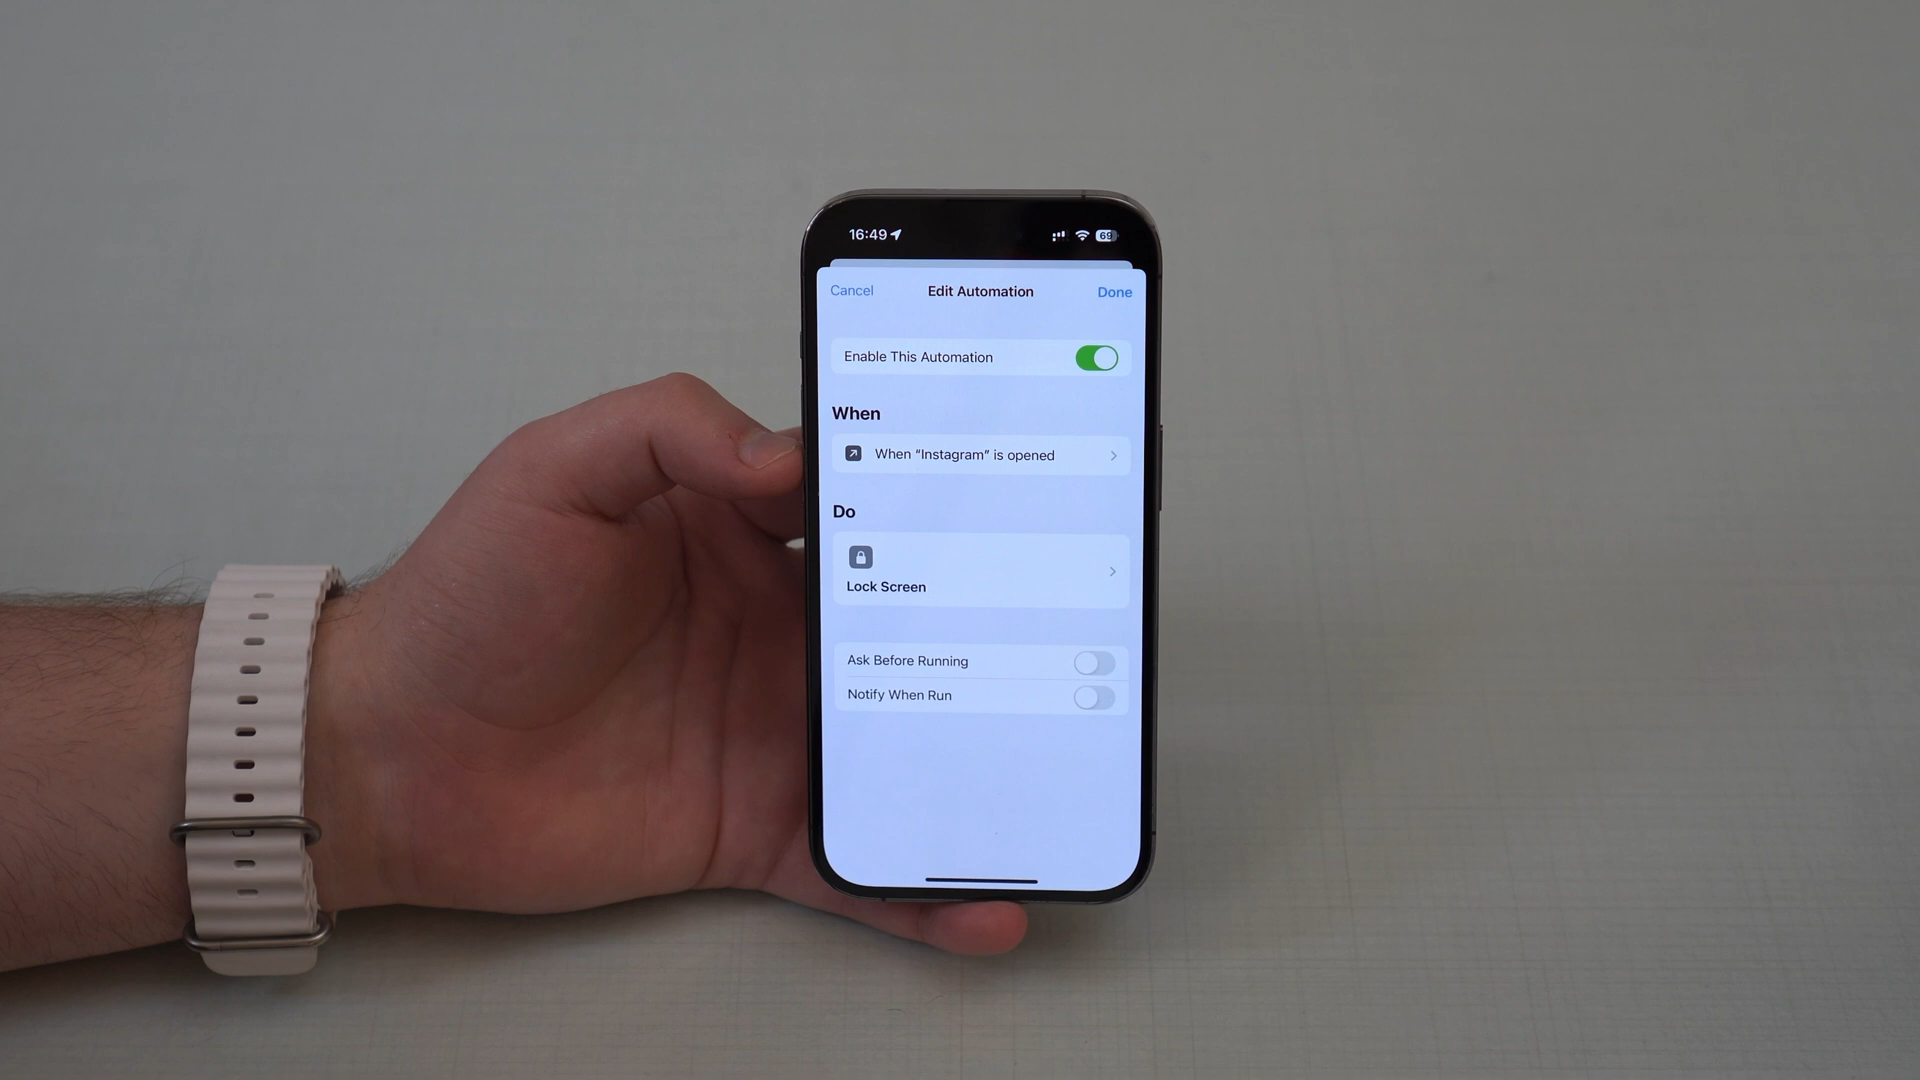 16:49
69
Cancel
Edit Automation
Done
Enable This Automation
When
When “Instagram” is opened
Do
Lock Screen
Ask Before Running
Notify When Run